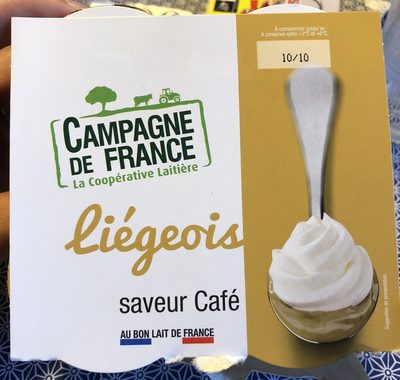 A consommer jusqu'au
A conserver entre +2°C et +6°C.
10/10
CAMPAGNE
DE FRANCE
La Coopérative Laitière
Liégeois
saveur Café
AU BON LAIT DE FRANCE
Suggestion de présentation